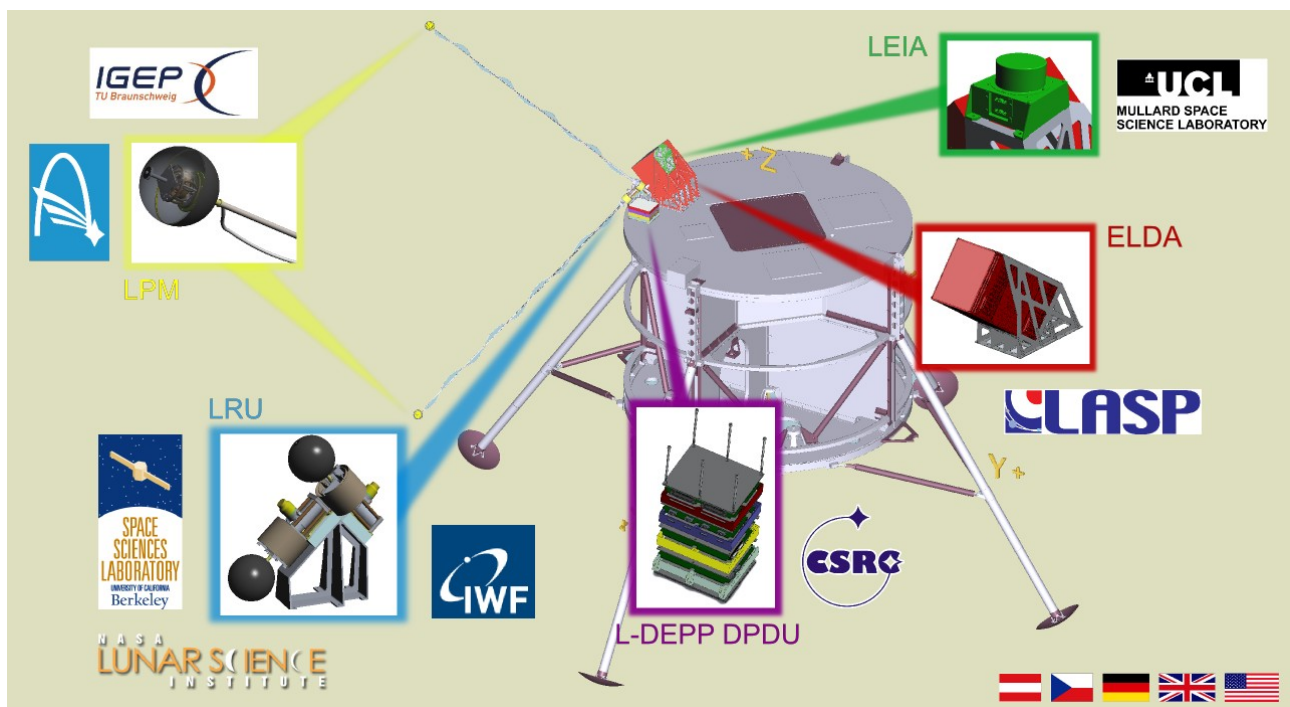 IGEP
TU Braunschweig
LPM
LEIA
UCL
MULLARD SPACE
SCIENCE LABORATORY
+Z
ELDA
LASP
Y+
LRU
SPACE
SCIENCES
LABORATORY
UNIVERSITY OF CALIFORNIA
Berkeley
IWF
CSRC
L-DEPP DPDU
NASA
LUNAR SCIENCE
INSTITUTE